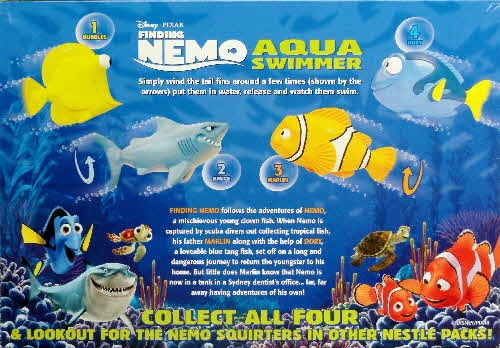 Disney · PIXAR
FINDING
NEMO
AQUA
SWIMMER
Simply wind the tail fins around a few times (shown by the
arrows) put them in water, release and watch them swim.
1
BUBBLES
4
DORY
2
BRUCE
3
MARLIN
FINDING NEMO follows the adventures of NEMO,
a mischievous young clown fish. When Nemo is
captured by scuba divers out collecting tropical fish,
his father MARLIN along with the help of DORY,
a loveable blue tang fish, set off on a long and
dangerous journey to return the youngster to his
home. But little does Marlin know that Nemo is
now in a tank in a Sydney dentist's office... far, far
away having adventures of his own!
COLLECT ALL FOUR
& LOOKOUT FOR THE NEMO SQUIRTERS IN OTHER NESTLE PACKS!
©DISNEY/PIXAR